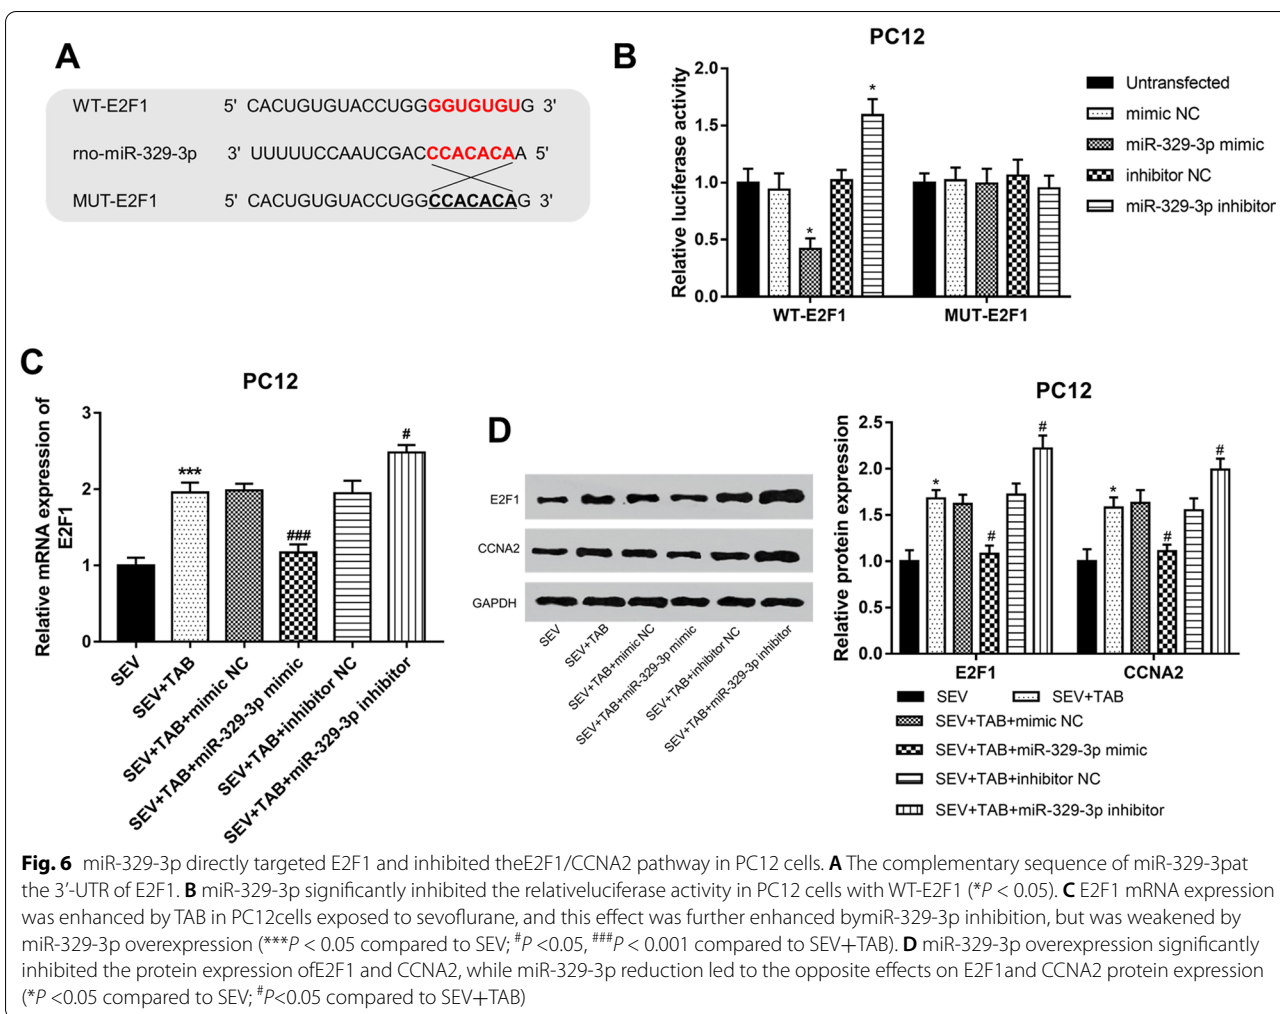 A
WT-E2F1 5' CACUGUGUACCUGGGGUGUGUG 3'
rno-miR-329-3p 3' UUUUUCCAAUCGACCCACACAA 5'
MUT-E2F1 5' CACUGUGUACCUGGCCACACAG 3'
B
PC12
Relative luciferase activity
2.0
1.5
1.0
0.5
0.0
*
*
WT-E2F1 MUT-E2F1
Untransfected
mimic NC
miR-329-3p mimic
inhibitor NC
miR-329-3p inhibitor
C
PC12
Relative mRNA expression of
E2F1
3
2
1
0
***
###
#
SEV
SEV+TAB
SEV+TAB+mimic NC
SEV+TAB+miR-329-3p mimic
SEV+TAB+inhibitor NC
SEV+TAB+miR-329-3p inhibitor
D
E2F1
CCNA2
GAPDH
SEV
SEV+TAB
SEV+TAB+mimic NC
SEV+TAB+miR-329-3p mimic
SEV+TAB+inhibitor NC
SEV+TAB+miR-329-3p inhibitor
PC12
Relative protein expression
2.5
2.0
1.5
1.0
0.5
0.0
*
#
#
*
#
#
E2F1 CCNA2
SEV SEV+TAB
SEV+TAB+mimic NC
SEV+TAB+miR-329-3p mimic
SEV+TAB+inhibitor NC
SEV+TAB+miR-329-3p inhibitor
Fig. 6 miR-329-3p directly targeted E2F1 and inhibited theE2F1/CCNA2 pathway in PC12 cells. A The complementary sequence of miR-329-3pat
the 3’-UTR of E2F1. B miR-329-3p significantly inhibited the relativeluciferase activity in PC12 cells with WT-E2F1 (*P < 0.05). C E2F1 mRNA expression
was enhanced by TAB in PC12cells exposed to sevoflurane, and this effect was further enhanced bymiR-329-3p inhibition, but was weakened by
miR-329-3p overexpression (***P < 0.05 compared to SEV; #P <0.05, ###P < 0.001 compared to SEV+TAB). D miR-329-3p overexpression significantly
inhibited the protein expression ofE2F1 and CCNA2, while miR-329-3p reduction led to the opposite effects on E2F1and CCNA2 protein expression
(*P <0.05 compared to SEV; #P<0.05 compared to SEV+TAB)